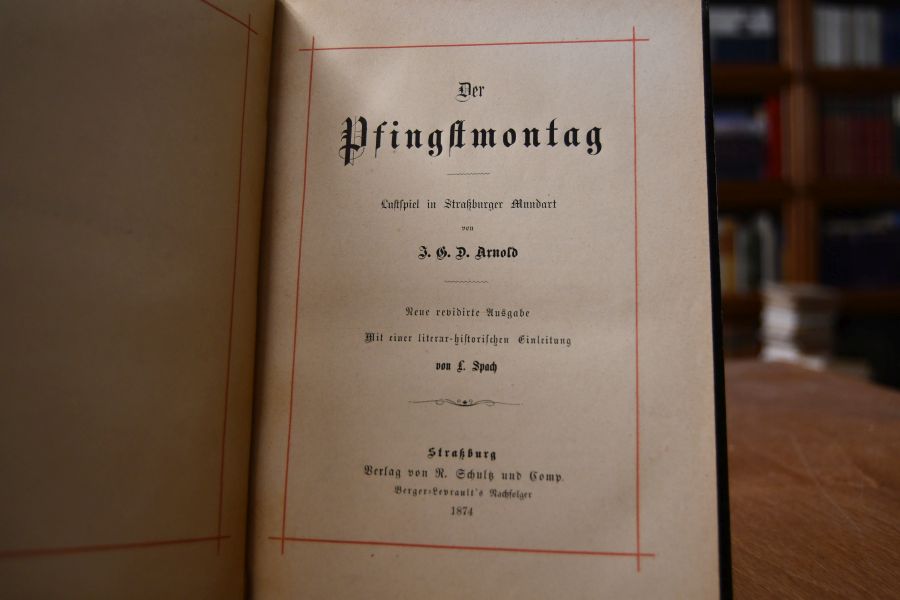 Der
Pfingstmontag
Lustspiel in Straßburger Mundart
von
J. G. D. Arnold
Neue revidirte Ausgabe
Mit einer literar-historischen Einleitung
von L. Spach
Straßburg
Verlag von R. Schultz und Comp.
Berger-Levrault's Nachfolger
1874